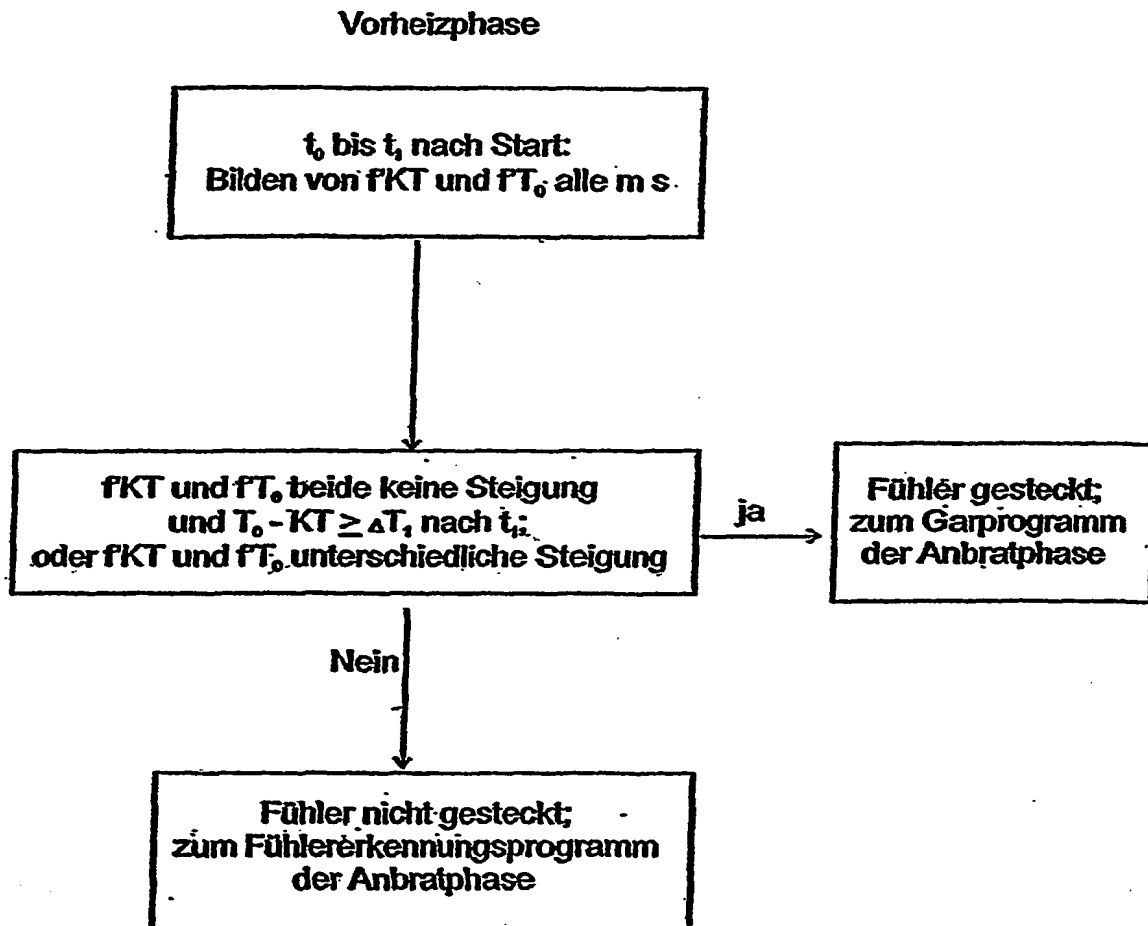 Vorheizphase
t₀ bis t₁ nach Start:
Bilden von f'KT und f'T₀ alle m s
f'KT und f'T₀ beide keine Steigung
und T₀ - KT ≥ ΔT₁ nach t₁;
oder f'KT und f'T₀ unterschiedliche Steigung
ja
Fühler gesteckt;
zum Garprogramm
der Anbratphase
Nein
Fühler nicht gesteckt;
zum Fühlererkennungsprogramm
der Anbratphase